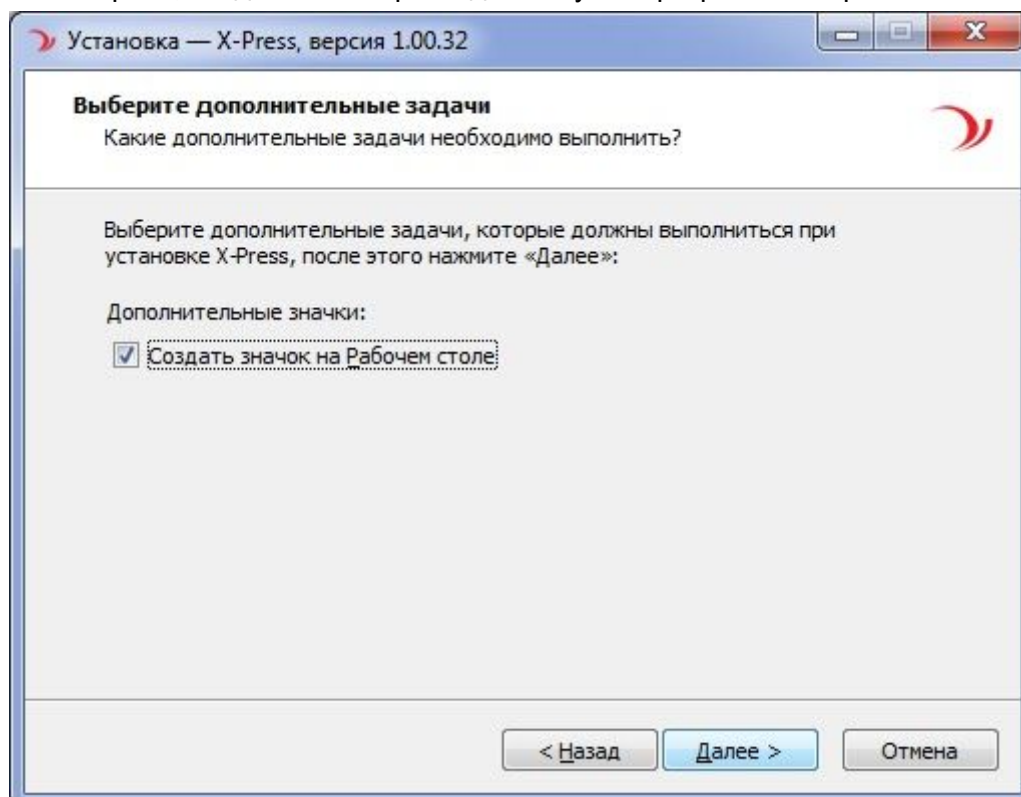 Установка — X-Press, версия 1.00.32
Выберите дополнительные задачи
Какие дополнительные задачи необходимо выполнить?
Выберите дополнительные задачи, которые должны выполниться при
установке X-Press, после этого нажмите «Далее»:
Дополнительные значки:
Создать значок на Рабочем столе
< Назад Далее > Отмена